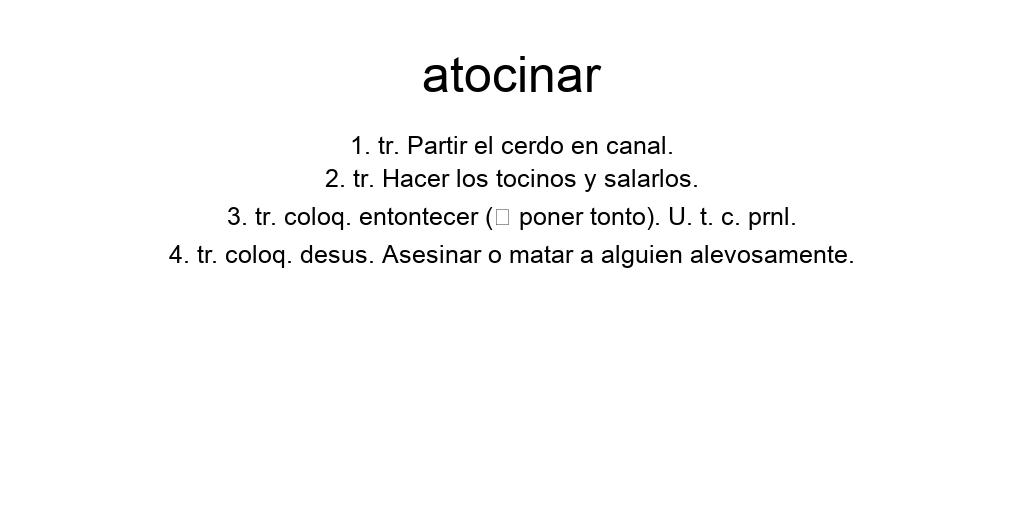 atocinar
1. tr. Partir el cerdo en canal.
2. tr. Hacer los tocinos y salarlos.
3. tr. coloq. entontecer (□ poner tonto). U. t. c. prnl.
4. tr. coloq. desus. Asesinar o matar a alguien alevosamente.